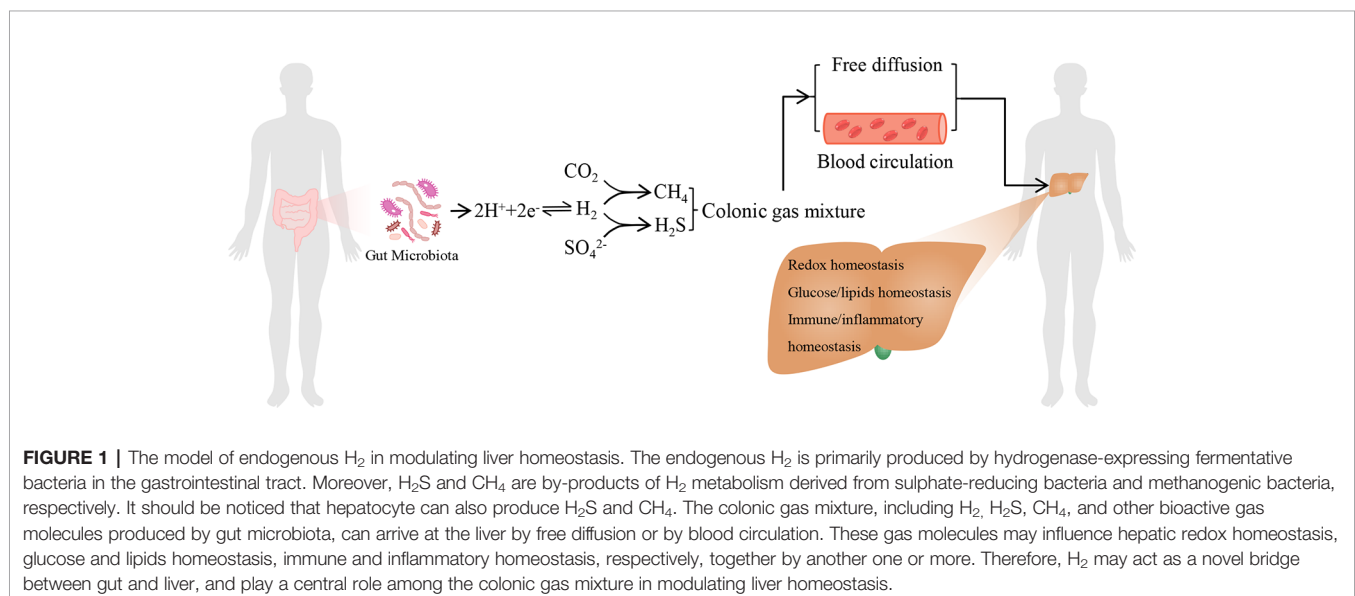 Free diffusion
Blood circulation
CO₂
2H⁺+2e⁻ ⇌ H₂
CH₄
H₂S
SO₄²⁻
Colonic gas mixture
Gut Microbiota
Redox homeostasis
Glucose/lipids homeostasis
Immune/inflammatory
homeostasis
FIGURE 1 | The model of endogenous H₂ in modulating liver homeostasis. The endogenous H₂ is primarily produced by hydrogenase-expressing fermentative
bacteria in the gastrointestinal tract. Moreover, H₂S and CH₄ are by-products of H₂ metabolism derived from sulphate-reducing bacteria and methanogenic bacteria,
respectively. It should be noticed that hepatocyte can also produce H₂S and CH₄. The colonic gas mixture, including H₂, H₂S, CH₄, and other bioactive gas
molecules produced by gut microbiota, can arrive at the liver by free diffusion or by blood circulation. These gas molecules may influence hepatic redox homeostasis,
glucose and lipids homeostasis, immune and inflammatory homeostasis, respectively, together by another one or more. Therefore, H₂ may act as a novel bridge
between gut and liver, and play a central role among the colonic gas mixture in modulating liver homeostasis.